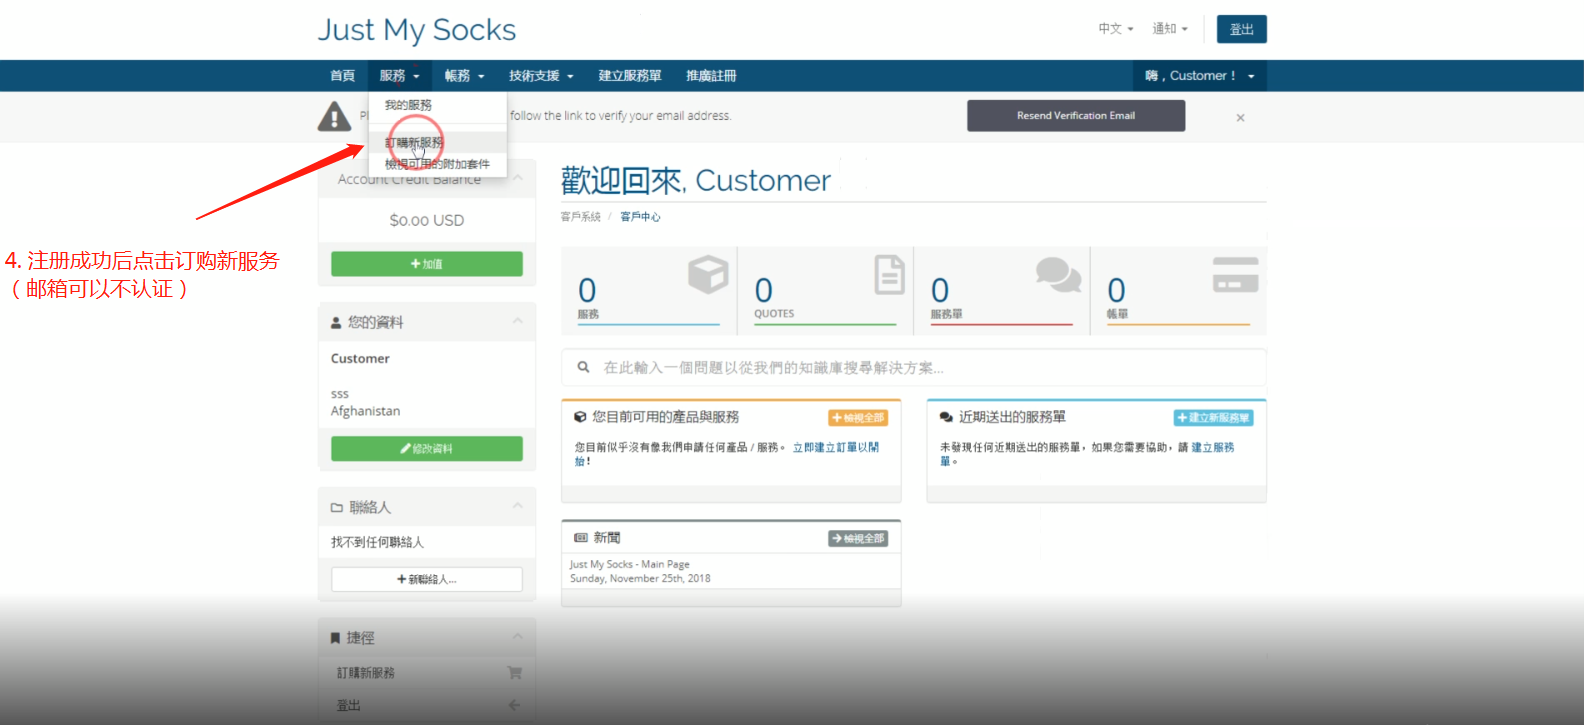 Just My Socks
中文
通知
登出
首頁
服務
帳務
技術支援
建立服務單
推廣註冊
嗨，Customer！
我的服務
訂購新服務
檢視可用的附加套件
follow the link to verify your email address.
Resend Verification Email
×
4. 注册成功后点击订购新服务
（邮箱可以不认证）
Account Credit Balance
$0.00 USD
加值
您的資料
Customer
sss
Afghanistan
修改資料
聯絡人
找不到任何聯絡人
新聯絡人...
捷徑
訂購新服務
登出
歡迎回來, Customer
客戶系統 / 客戶中心
0
服務
0
QUOTES
0
服務單
0
帳單
在此輸入一個問題以從我們的知識庫搜尋解決方案...
您目前可用的產品與服務
檢視全部
您目前似乎沒有像我們申請任何產品 / 服務。 立即建立訂單以開
始!
近期送出的服務單
建立新服務單
未發現任何近期送出的服務單，如果您需要協助，請 建立服務
單。
新聞
檢視全部
Just My Socks - Main Page
Sunday, November 25th, 2018